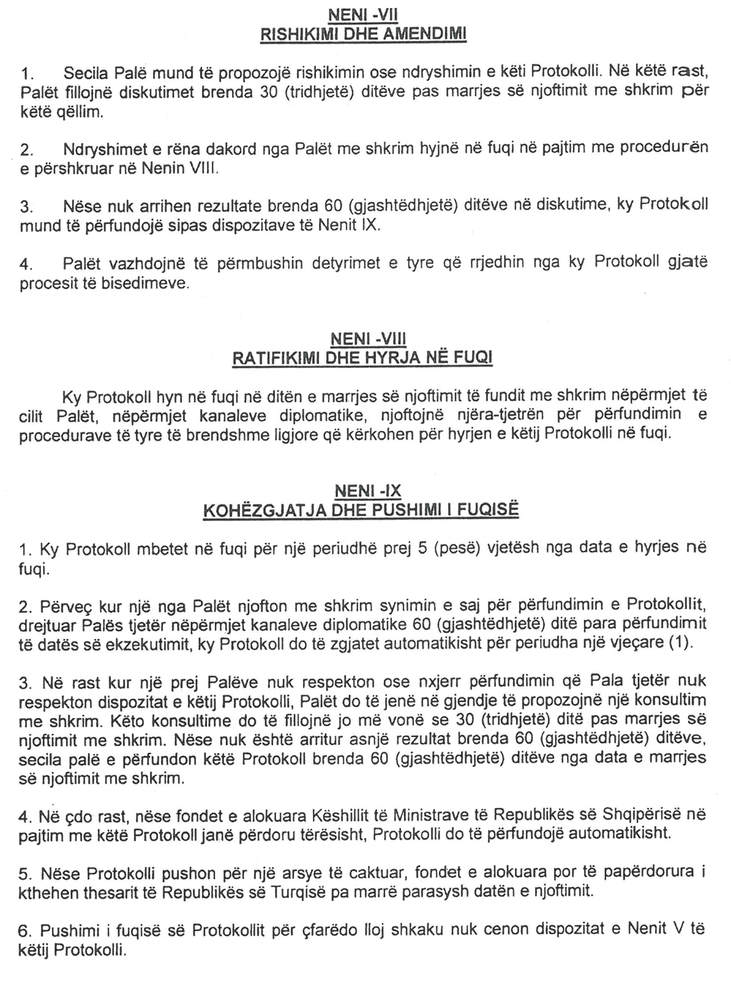 NENI -VII
RISHIKIMI DHE AMENDIMI
1. Secila Palë mund të propozojë rishikimin ose ndryshimin e këti Protokolli. Në këtë rast,
Palët fillojnë diskutimet brenda 30 (tridhjetë) ditëve pas marrjes së njoftimit me shkrim për
këtë qëllim.
2. Ndryshimet e rëna dakord nga Palët me shkrim hyjnë në fuqi në pajtim me procedurën
e përshkruar në Nenin VIII.
3. Nëse nuk arrihen rezultate brenda 60 (gjashtëdhjetë) ditëve në diskutime, ky Protokoll
mund të përfundojë sipas dispozitave të Nenit IX.
4. Palët vazhdojnë të përmbushin detyrimet e tyre që rrjedhin nga ky Protokoll gjatë
procesit të bisedimeve.
NENI -VIII
RATIFIKIMI DHE HYRJA NË FUQI
Ky Protokoll hyn në fuqi në ditën e marrjes së njoftimit të fundit me shkrim nëpërmjet të
cilit Palët, nëpërmjet kanaleve diplomatike, njoftojnë njëra-tjetrën për përfundimin e
procedurave të tyre të brendshme ligjore që kërkohen për hyrjen e këtij Protokolli në fuqi.
NENI -IX
KOHËZGJATJA DHE PUSHIMI I FUQISË
1. Ky Protokoll mbetet në fuqi për një periudhë prej 5 (pesë) vjetësh nga data e hyrjes në
fuqi.
2. Përveç kur një nga Palët njofton me shkrim synimin e saj për përfundimin e Protokollit,
drejtuar Palës tjetër nëpërmjet kanaleve diplomatike 60 (gjashtëdhjetë) ditë para përfundimit
të datës së ekzekutimit, ky Protokoll do të zgjatet automatikisht për periudha një vjeçare (1).
3. Në rast kur një prej Palëve nuk respekton ose nxjerr përfundimin që Pala tjetër nuk
respekton dispozitat e këtij Protokolli, Palët do të jenë në gjendje të propozojnë një konsultim
me shkrim. Këto konsultime do të fillojnë jo më vonë se 30 (tridhjetë) ditë pas marrjes së
njoftimit me shkrim. Nëse nuk është arritur asnjë rezultat brenda 60 (gjashtëdhjetë) ditëve,
secila palë e përfundon këtë Protokoll brenda 60 (gjashtëdhjetë) ditëve nga data e marrjes
së njoftimit me shkrim.
4. Në çdo rast, nëse fondet e alokuara Këshillit të Ministrave të Republikës së Shqipërisë në
pajtim me këtë Protokoll janë përdoru tërësisht, Protokolli do të përfundojë automatikisht.
5. Nëse Protokolli pushon për një arsye të caktuar, fondet e alokuara por të papërdorura i
kthehen thesarit të Republikës së Turqisë pa marrë parasysh datën e njoftimit.
6. Pushimi i fuqisë së Protokollit për çfarëdo lloj shkaku nuk cenon dispozitat e Nenit V të
këtij Protokolli.